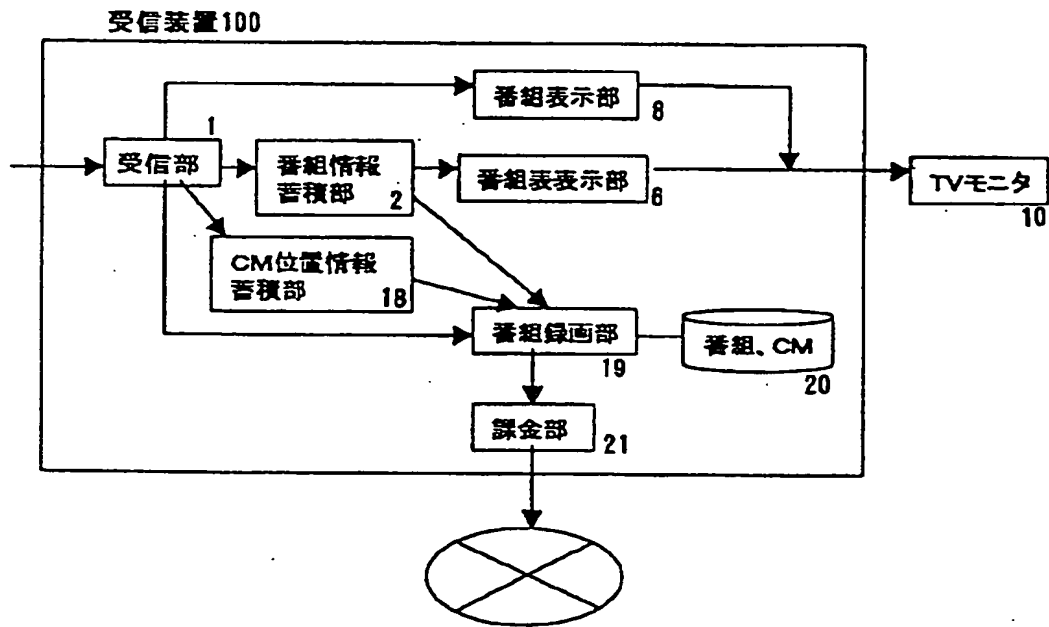 受信装置100
番組表示部
8
1
受信部
番組情報
蓄積部
2
番組表表示部
6
TVモニタ
10
CM位置情報
蓄積部
18
番組録画部
19
番組、CM
20
課金部
21